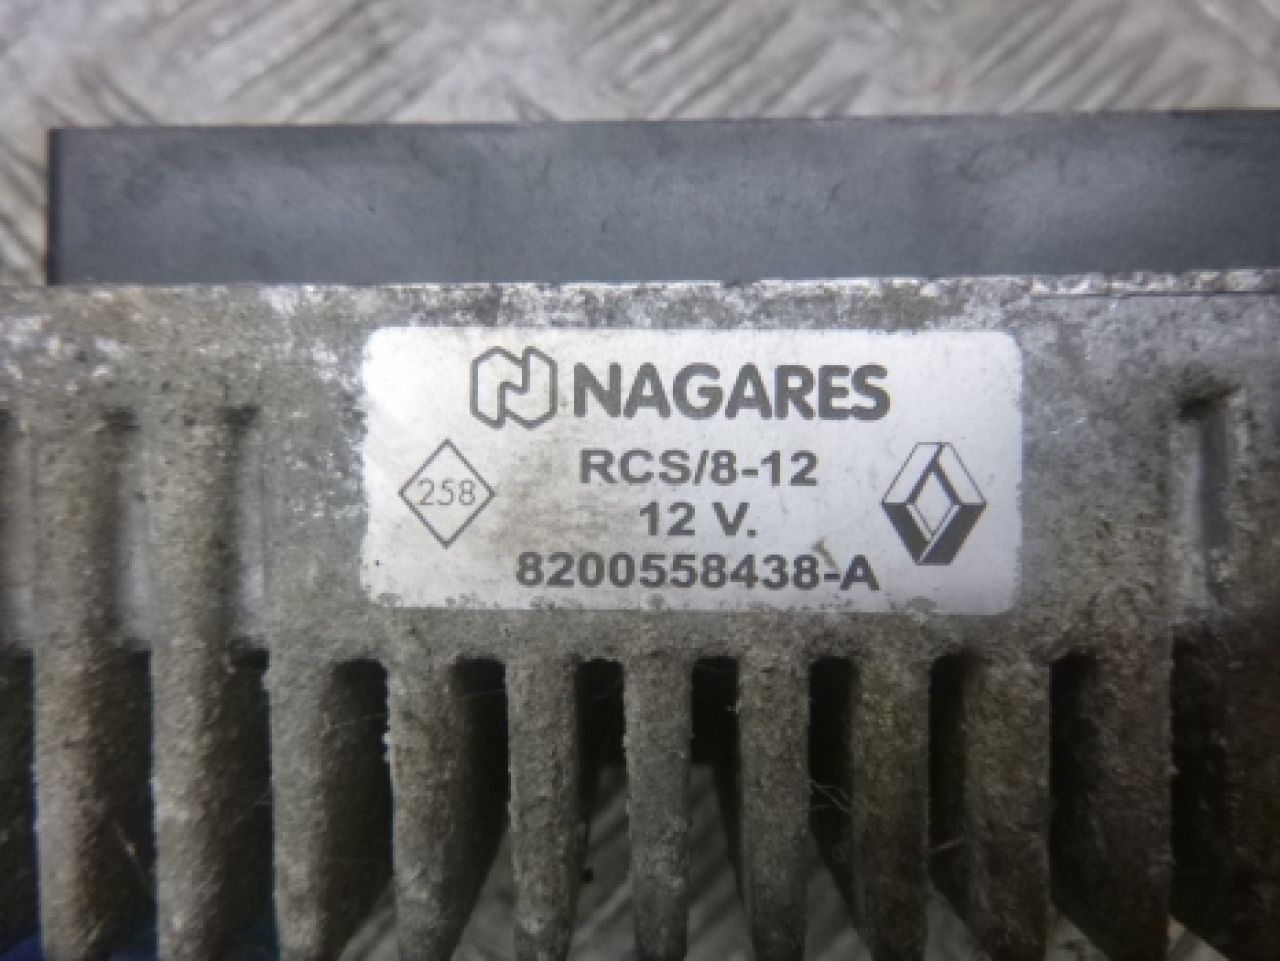 NAGARES
RCS/8-12
258
12 V.
8200558438-A